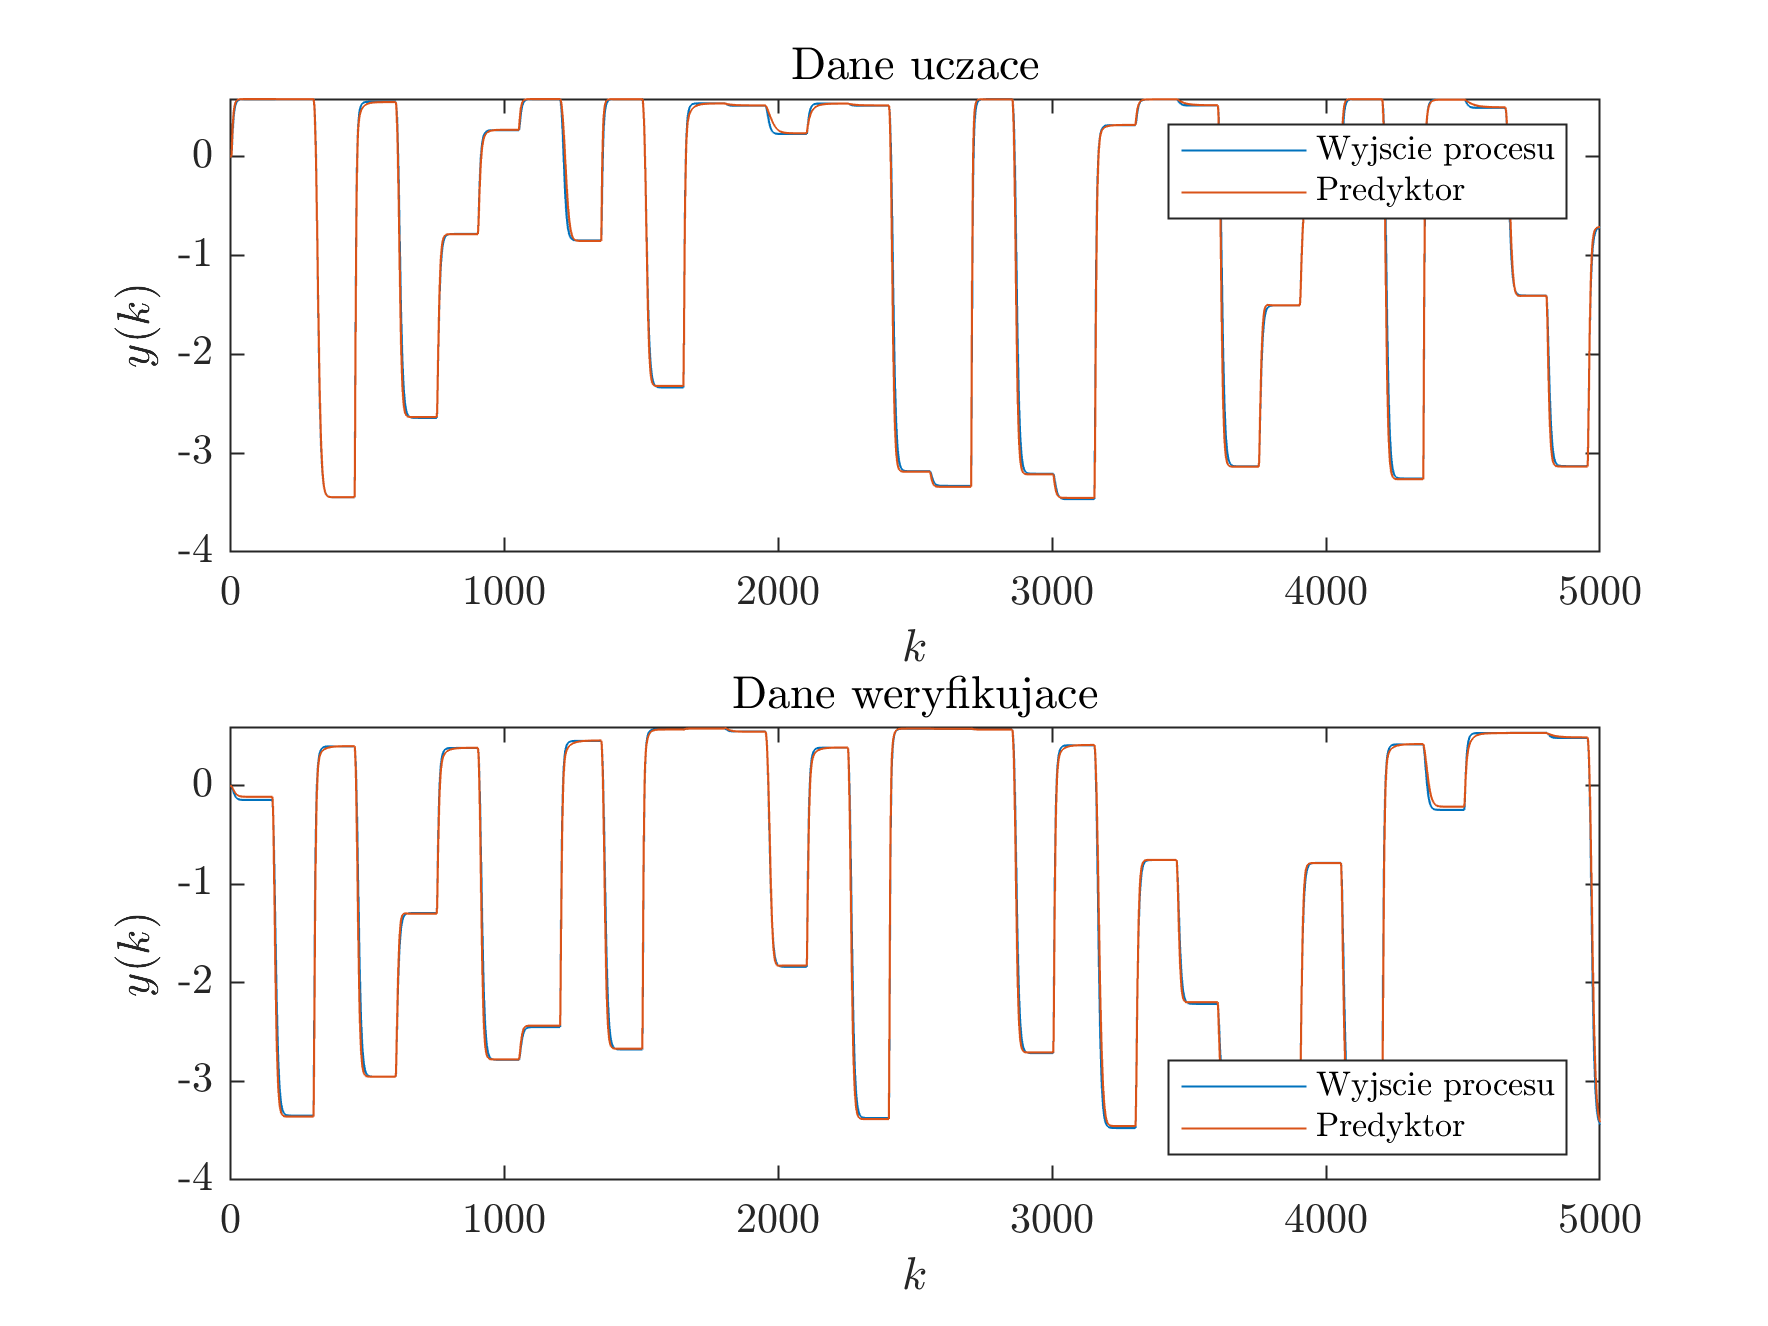 Dane uczace
0
-1
-2
-3
-4
y(k)
Wyjscie procesu
Predyktor
0 1000 2000 3000 4000 5000
k
Dane weryfikujace
0
-1
-2
-3
-4
y(k)
Wyjscie procesu
Predyktor
0 1000 2000 3000 4000 5000
k